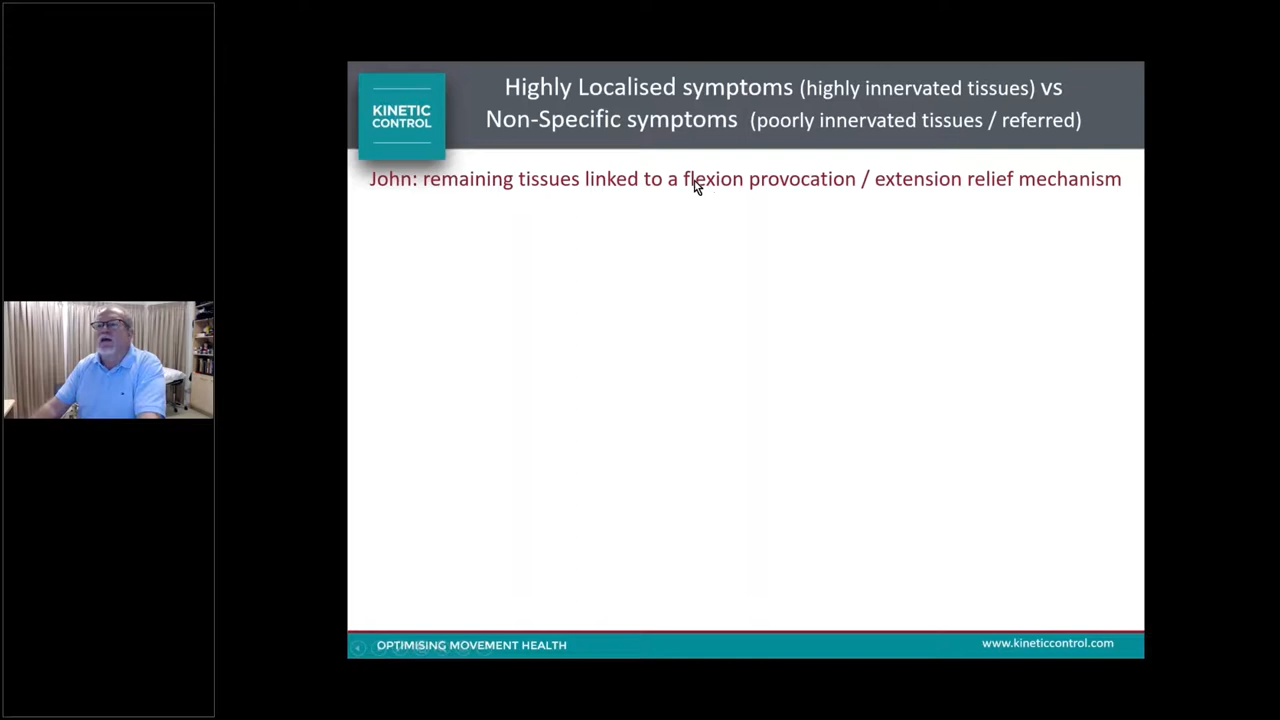 KINETIC
CONTROL
Highly Localised symptoms (highly innervated tissues) vs
Non-Specific symptoms (poorly innervated tissues / referred)
John: remaining tissues linked to a flexion provocation / extension relief mechanism
OPTIMISING MOVEMENT HEALTH
www.kineticcontrol.com